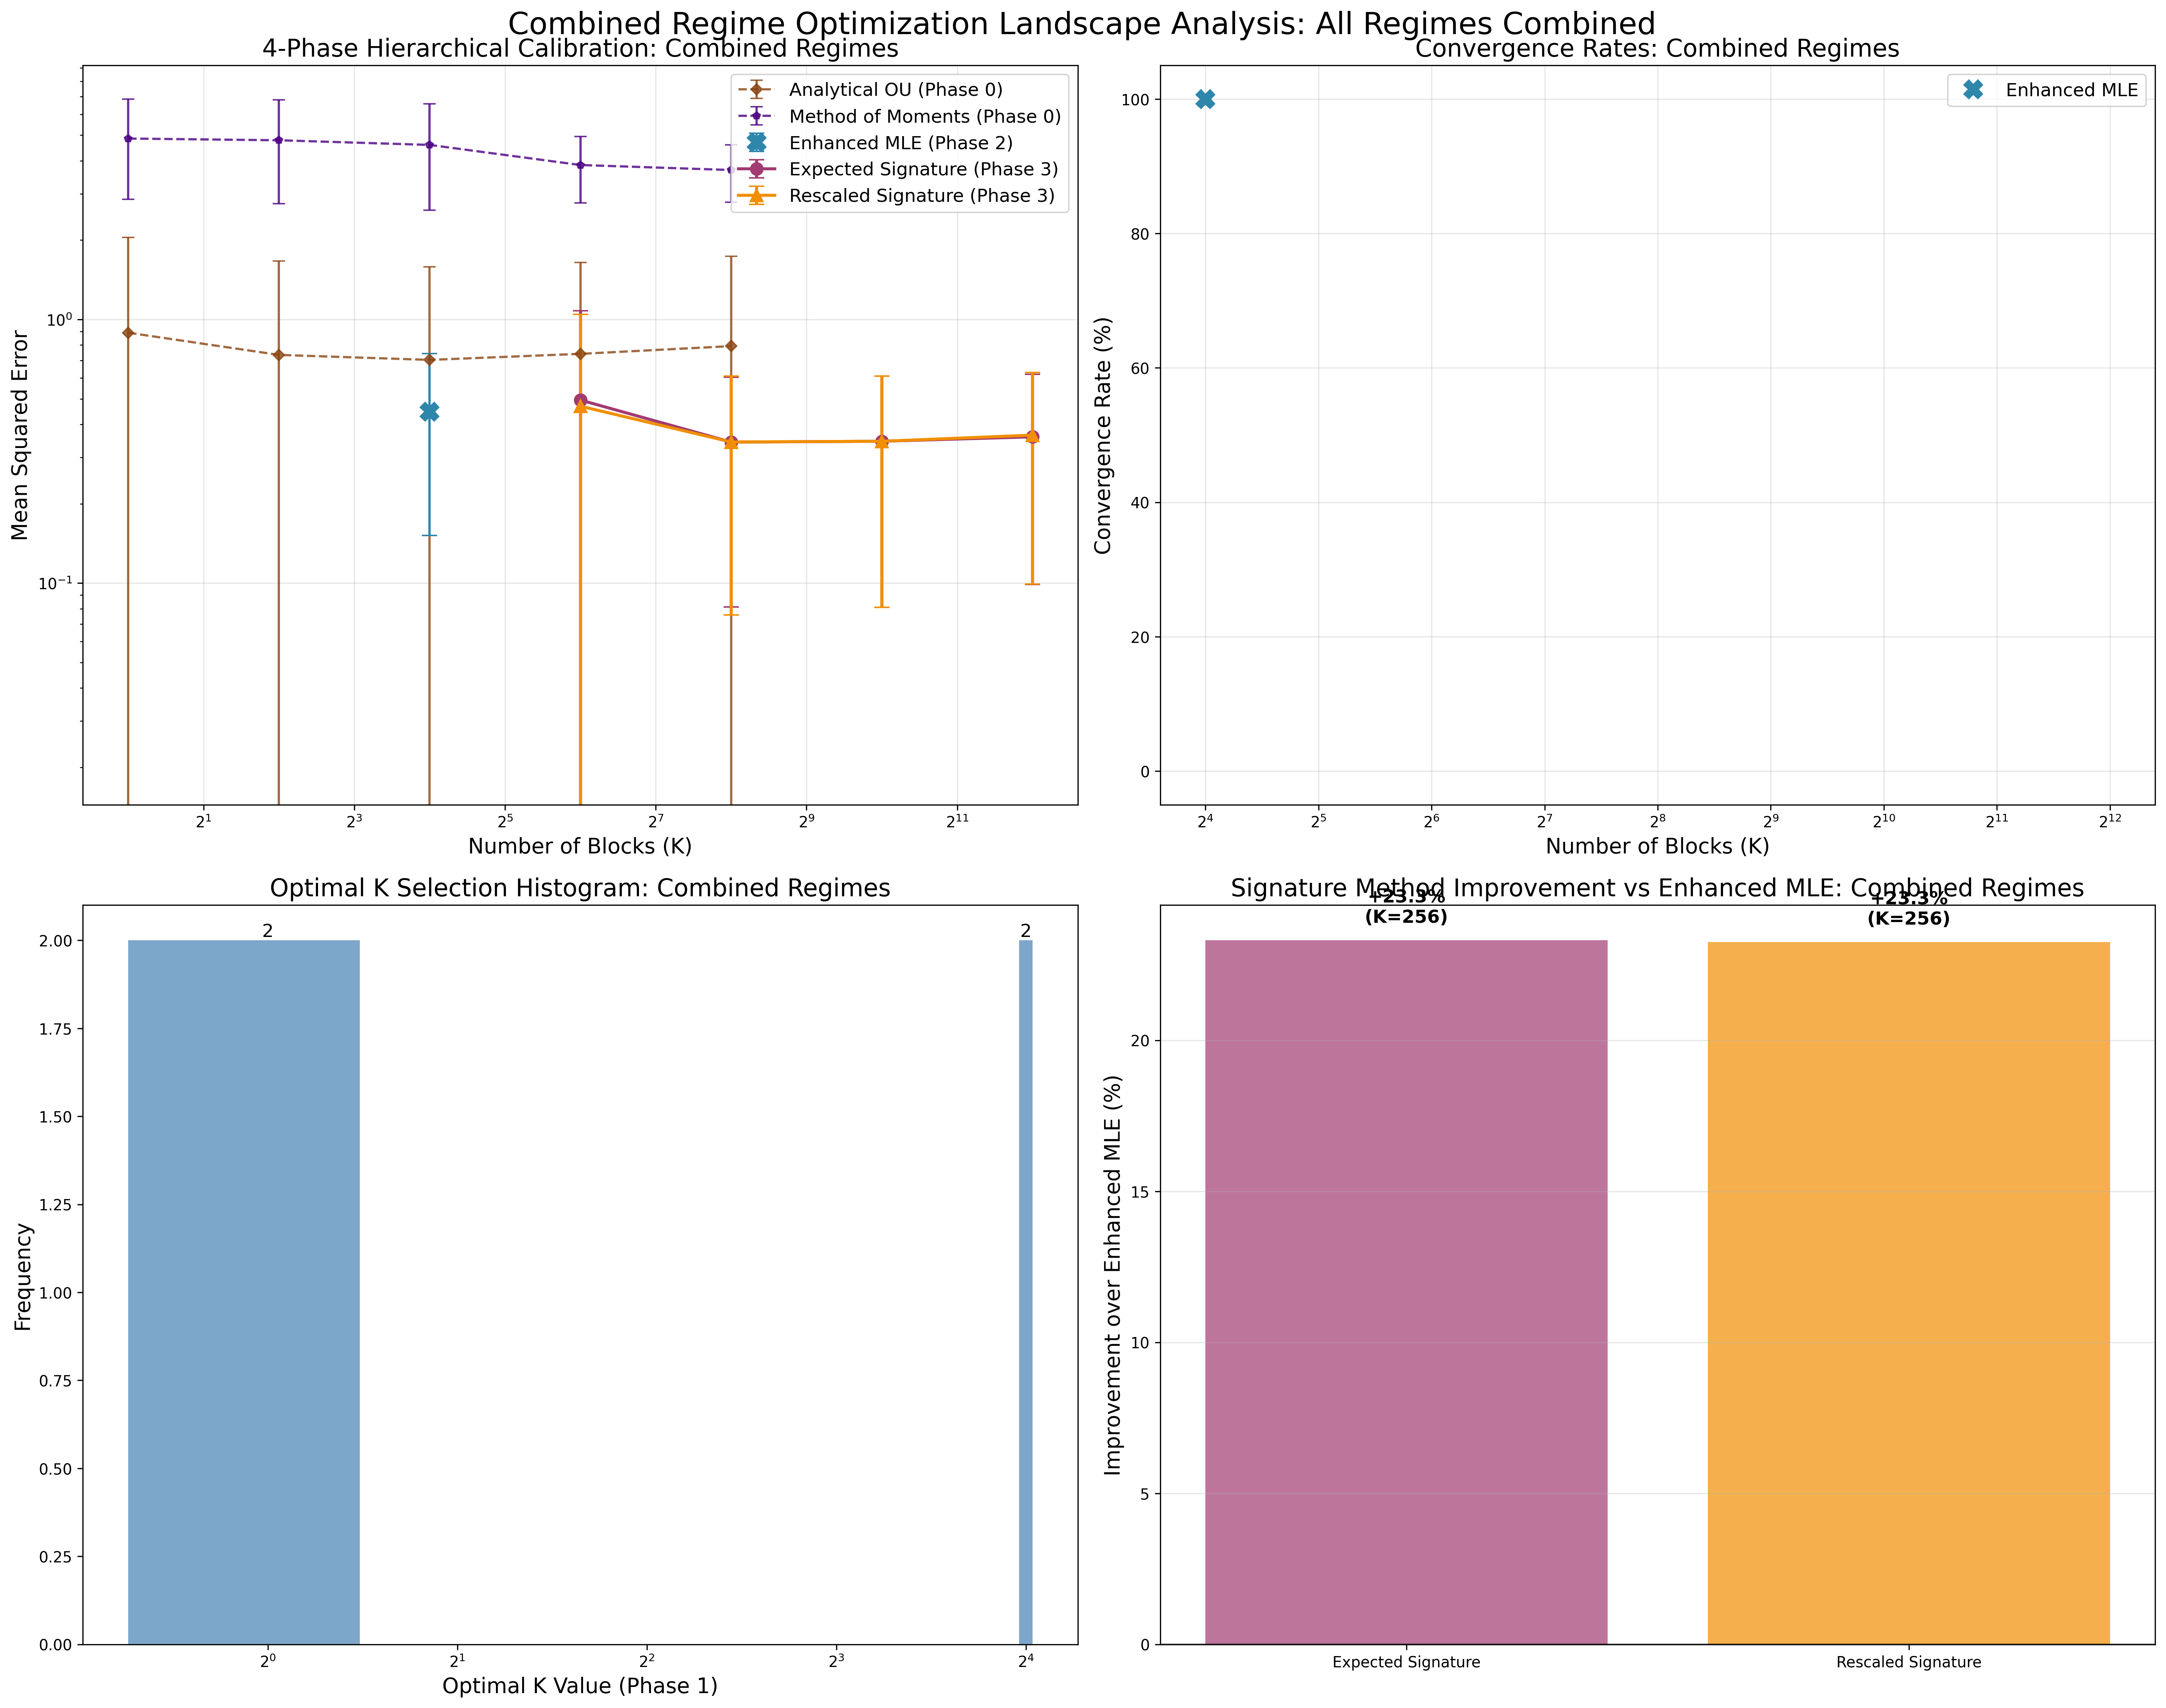 Combined Regime Optimization Landscape Analysis: All Regimes Combined
4-Phase Hierarchical Calibration: Combined Regimes
Analytical OU (Phase 0)
Method of Moments (Phase 0)
Enhanced MLE (Phase 2)
Expected Signature (Phase 3)
Rescaled Signature (Phase 3)
Mean Squared Error
10⁰
10⁻¹
2¹ 2³ 2⁵ 2⁷ 2⁹ 2¹¹
Number of Blocks (K)
Convergence Rates: Combined Regimes
Enhanced MLE
Convergence Rate (%)
100
80
60
40
20
0
2⁴ 2⁵ 2⁶ 2⁷ 2⁸ 2⁹ 2¹⁰ 2¹¹ 2¹²
Number of Blocks (K)
Optimal K Selection Histogram: Combined Regimes
2 2
Frequency
2.00
1.75
1.50
1.25
1.00
0.75
0.50
0.25
0.00
2⁰ 2¹ 2² 2³ 2⁴
Optimal K Value (Phase 1)
Signature Method Improvement vs Enhanced MLE: Combined Regimes
+23.3%
(K=256)
+23.3%
(K=256)
Improvement over Enhanced MLE (%)
20
15
10
5
0
Expected Signature Rescaled Signature